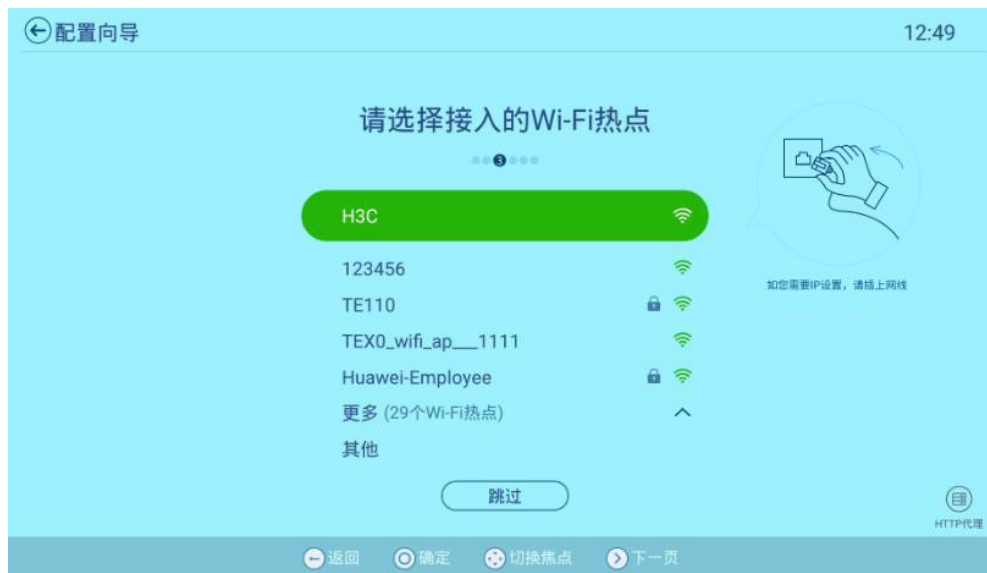 配置向导
12:49
请选择接入的Wi-Fi热点
3
H3C
123456
TE110
TEX0_wifi_ap___1111
Huawei-Employee
更多 (29个Wi-Fi热点)
其他
跳过
如您需要IP设置，请插上网线
HTTP代理
返回 确定 切换焦点 下一页